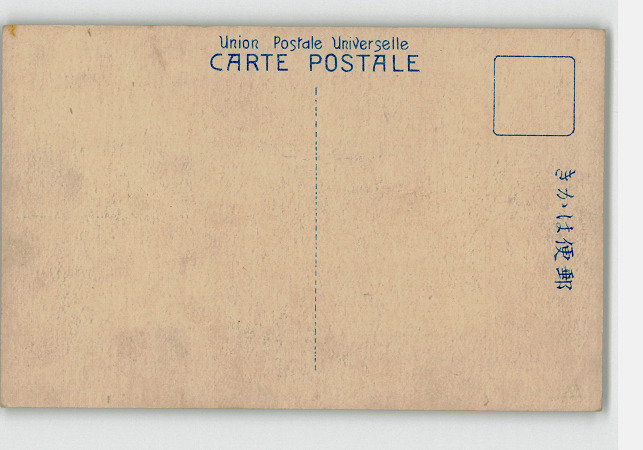 Union Postale Universelle
CARTE POSTALE
きかは便郵